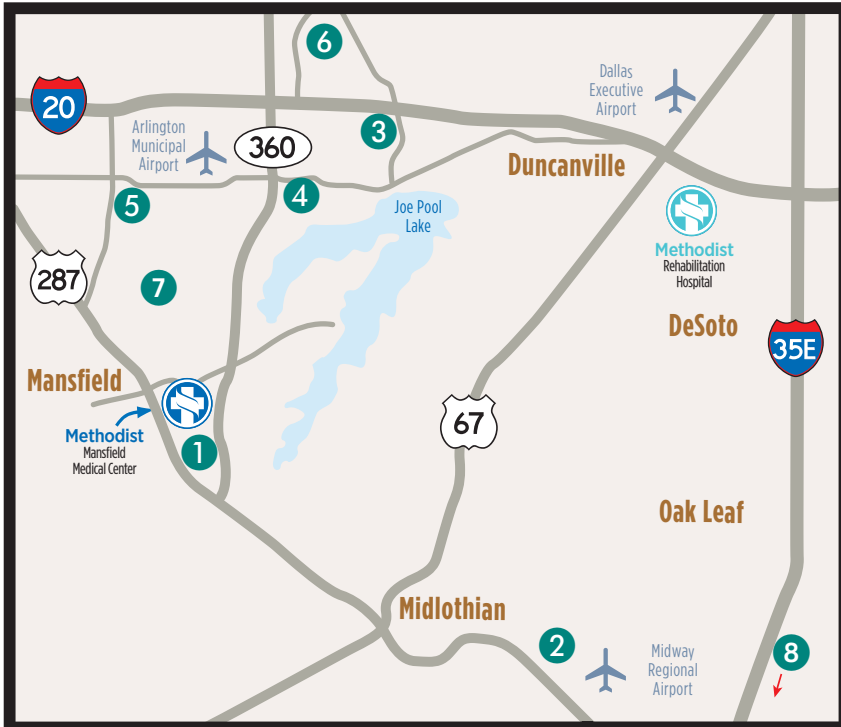 6
Dallas
Executive
Airport
20
Arlington
Municipal
Airport
360
3
Duncanville
5
4
Joe Pool
Lake
Methodist
Rehabilitation
Hospital
287
7
DeSoto
35E
Mansfield
67
Methodist
Mansfield
Medical Center
1
Oak Leaf
Midlothian
2
Midway
Regional
Airport
8